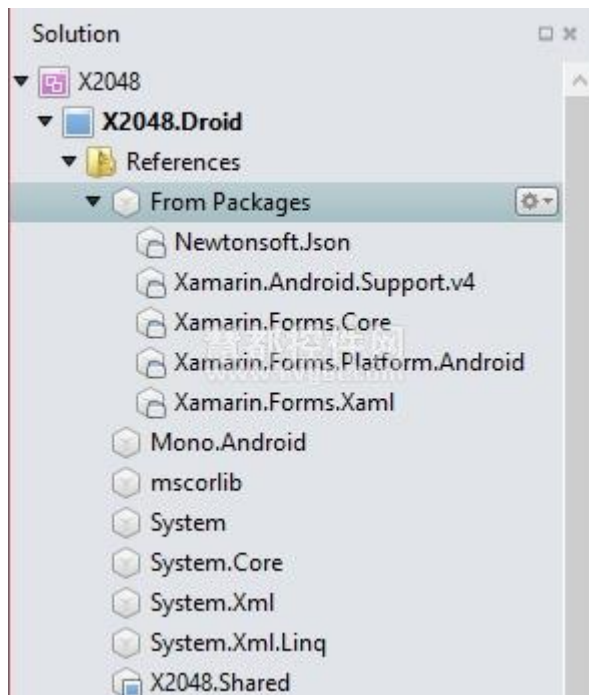 Solution
X2048
X2048.Droid
References
From Packages
Newtonsoft.Json
Xamarin.Android.Support.v4
Xamarin.Forms.Core
Xamarin.Forms.Platform.Android
Xamarin.Forms.Xaml
Mono.Android
mscorlib
System
System.Core
System.Xml
System.Xml.Linq
X2048.Shared